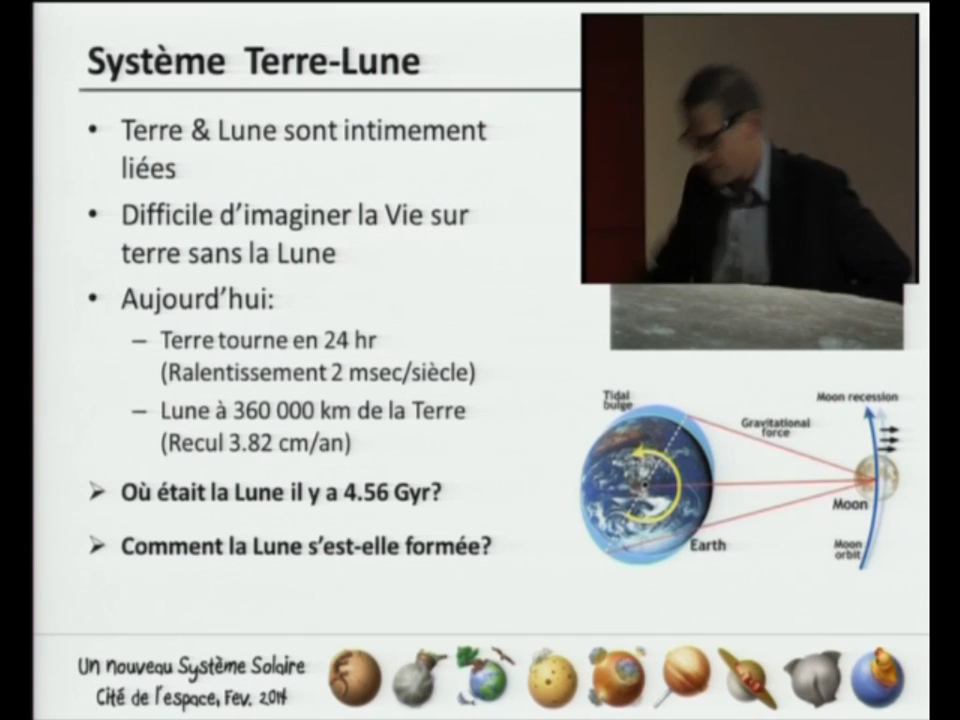 Système Terre-Lune
• Terre & Lune sont intimement
liées
• Difficile d'imaginer la Vie sur
terre sans la Lune
• Aujourd'hui:
– Terre tourne en 24 hr
(Ralentissement 2 msec/siècle)
– Lune à 360 000 km de la Terre
(Recul 3.82 cm/an)
➢ Où était la Lune il y a 4.56 Gyr?
➢ Comment la Lune s'est-elle formée?
Tidal
bulge
Gravitational
force
Moon recession
Moon
Earth
Moon
orbit
Un nouveau Système Solaire
Cité de l'espace, Fev. 2014